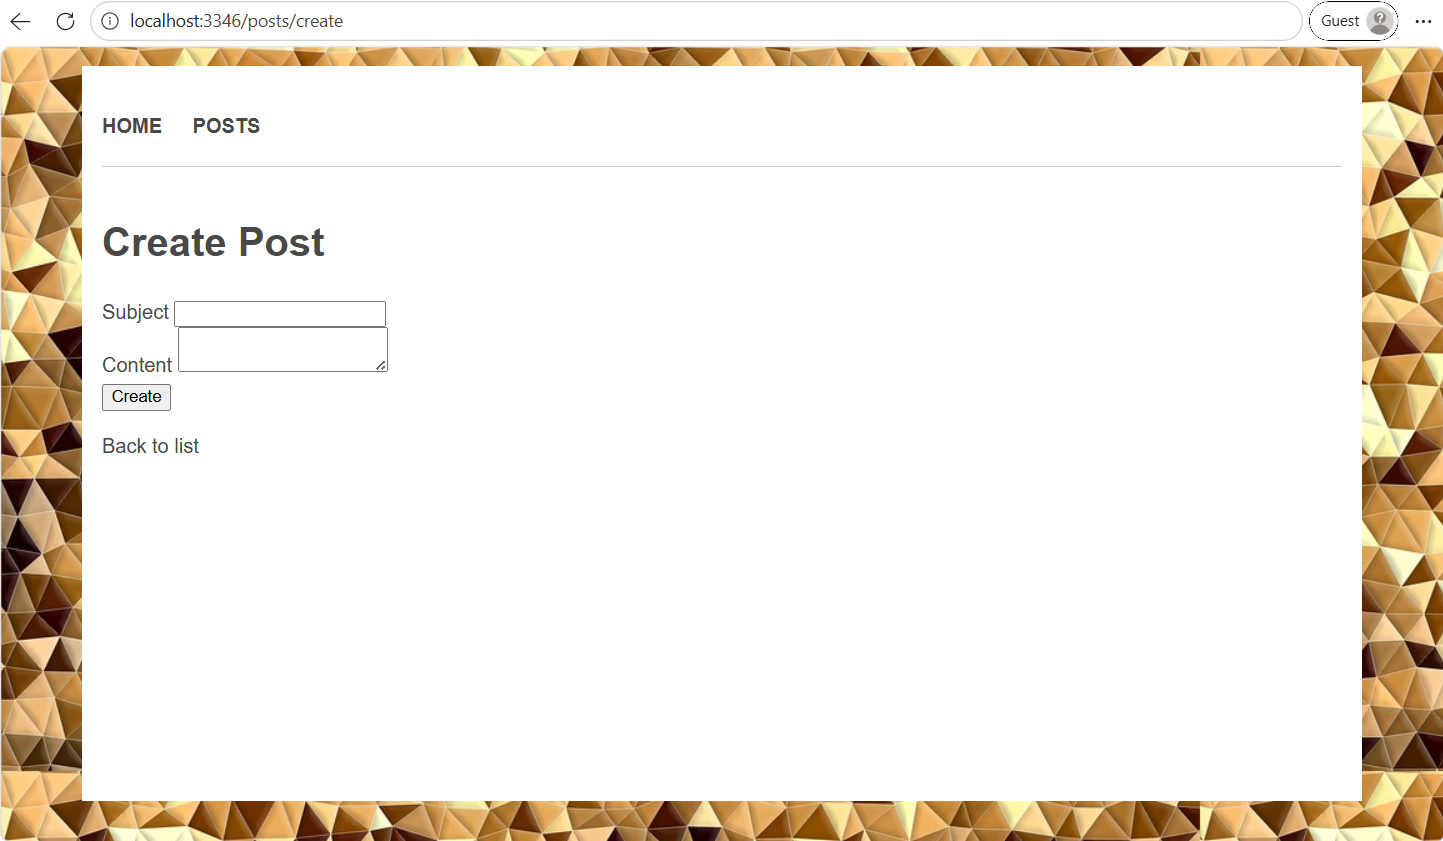 localhost:3346/posts/create
Guest
HOME POSTS
Create Post
Subject
Content
Create
Back to list